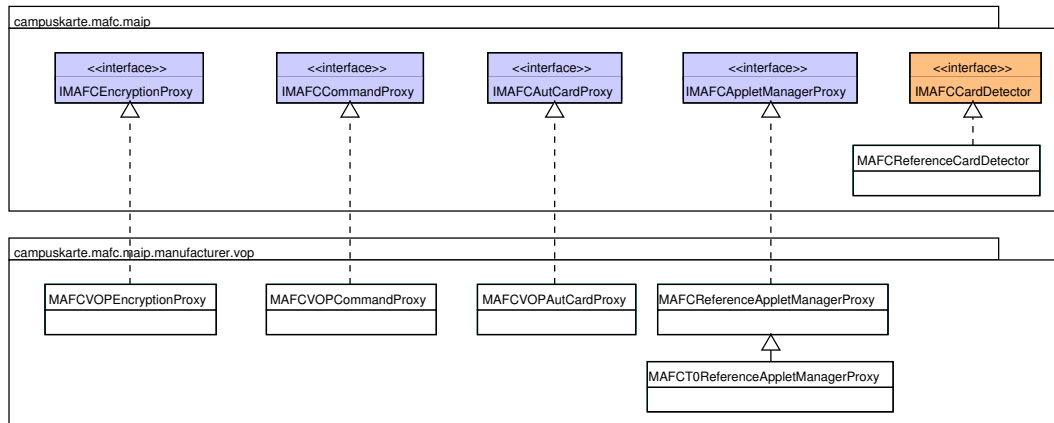 campuskarte.mafc.maip
<<interface>>
IMAFCEncryptionProxy
<<interface>>
IMAFCCommandProxy
<<interface>>
IMAFCAutCardProxy
<<interface>>
IMAFCAppletManagerProxy
<<interface>>
IMAFCCardDetector
MAFCReferenceCardDetector
campuskarte.mafc.maip.manufacturer.vop
MAFCVOPEncryptionProxy
MAFCVOPCommandProxy
MAFCVOPAutCardProxy
MAFCReferenceAppletManagerProxy
MAFCT0ReferenceAppletManagerProxy